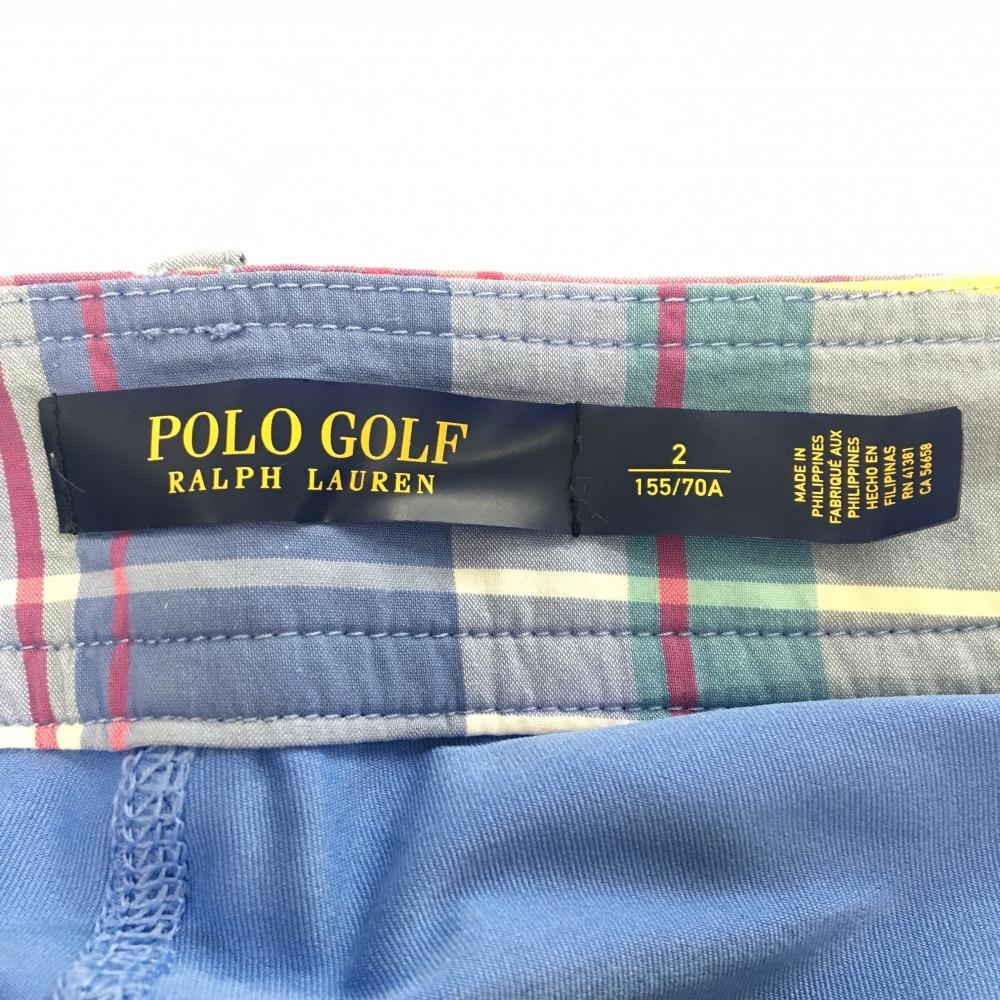 POLO GOLF
RALPH LAUREN
2
155/70A
MADE IN
PHILIPPINES
FABRIQUÉ AUX
PHILIPPINES
HECHO EN
FILIPINAS
RN 41381
CA 56658